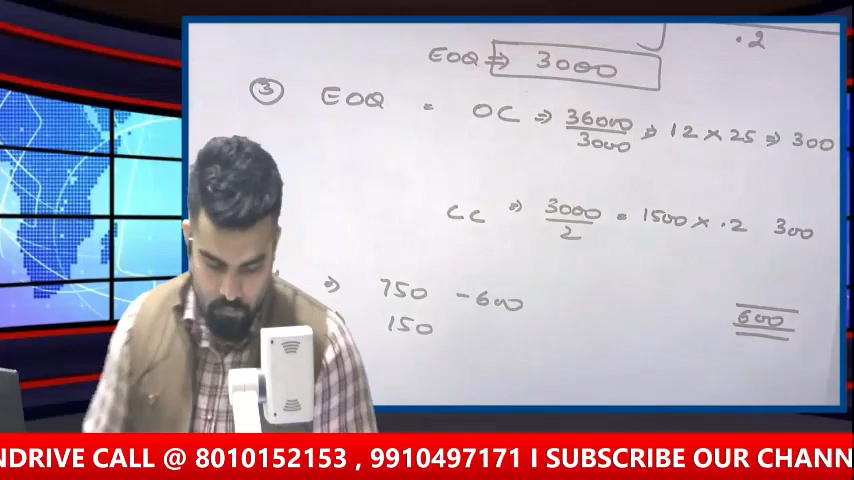 .2
EOQ ⇒ 3000
③ EOQ = OC ⇒ 36000/3000 ⇒ 12 × 25 ⇒ 300
CC ⇒ 3000/2 = 1500 × .2 300
⇒ 750 - 600
600
150
NDRIVE CALL @ 8010152153 , 9910497171 I SUBSCRIBE OUR CHANN